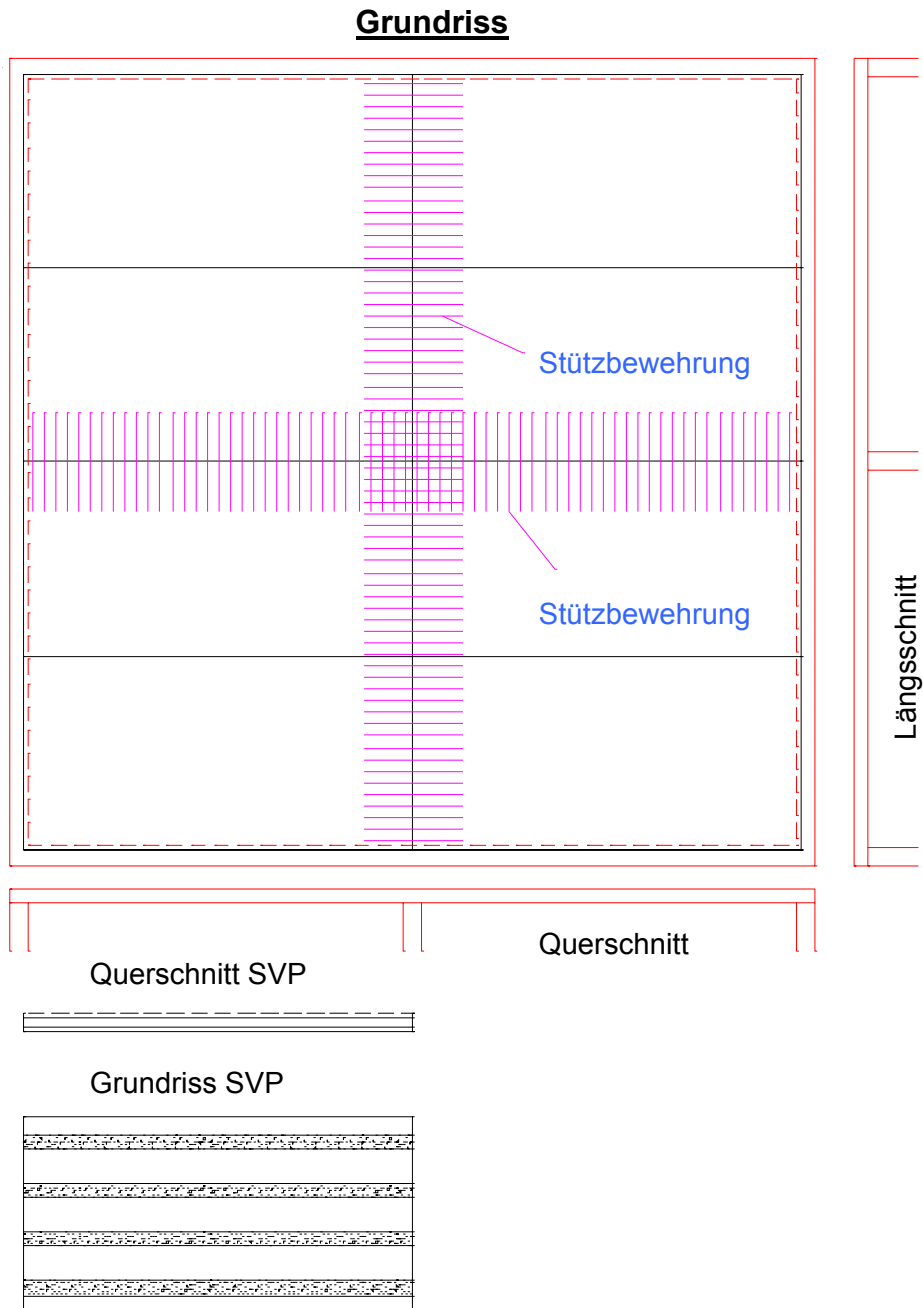 Grundriss
Stützbewehrung
Stützbewehrung
Längsschnitt
Querschnitt
Querschnitt SVP
Grundriss SVP